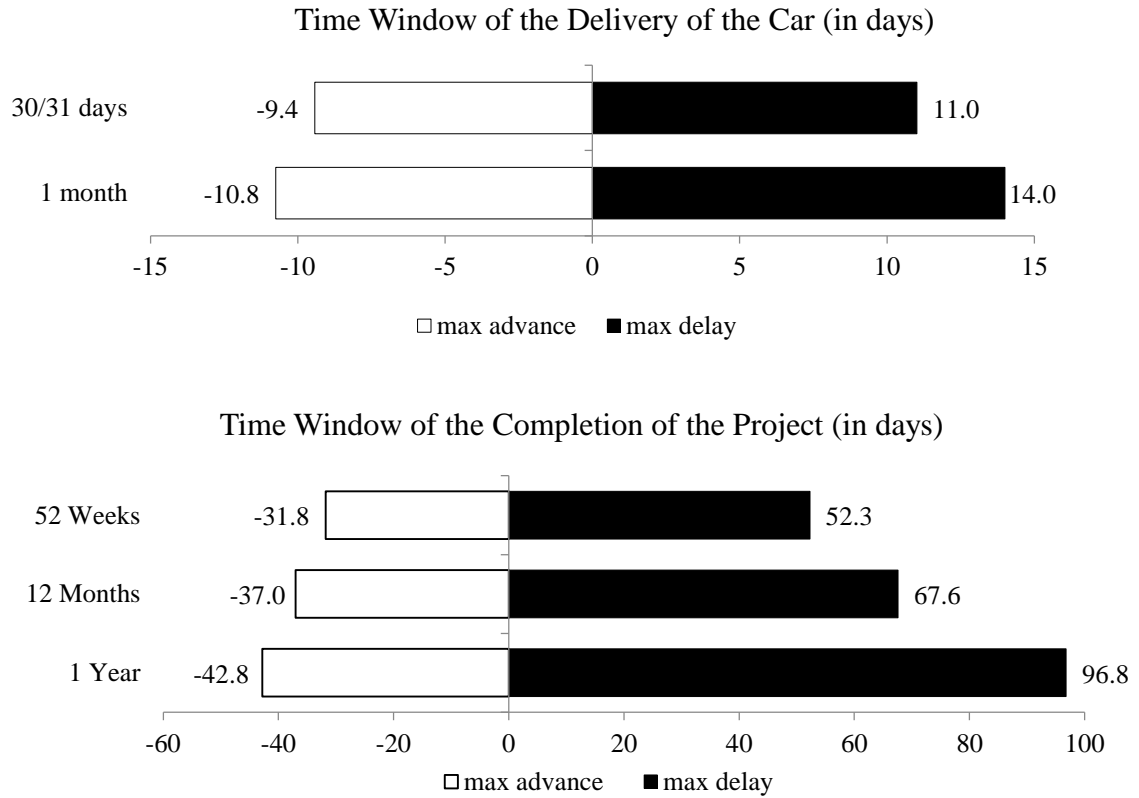 Time Window of the Delivery of the Car (in days)
30/31 days -9.4 11.0
1 month -10.8 14.0
-15 -10 -5 0 5 10 15
max advance max delay
Time Window of the Completion of the Project (in days)
52 Weeks -31.8 52.3
12 Months -37.0 67.6
1 Year -42.8 96.8
-60 -40 -20 0 20 40 60 80 100
max advance max delay